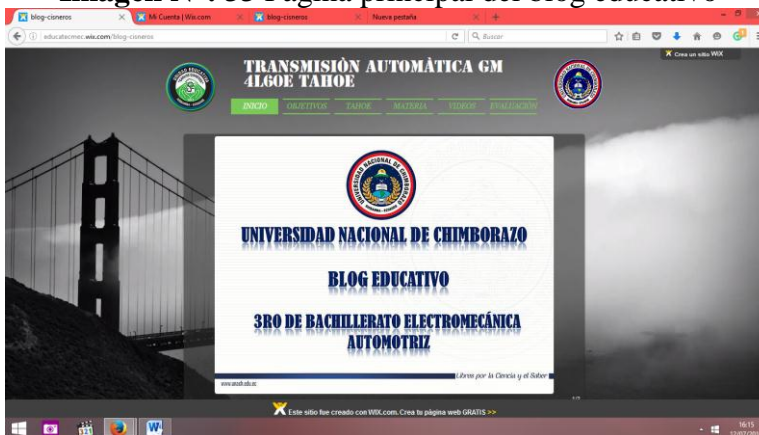 Imagen N°. 33 Página principal del blog educativo
blog-cisneros
Mi Cuenta | Wix.com
blog-cisneros
Nueva pestaña
educatecmec.wix.com/blog-cisneros
Buscar
Crea un sitio WIX
TRANSMISIÒN AUTOMÀTICA GM
4L60E TAHOE
INICIO OBJETIVOS TAHOE MATERIA VIDEOS EVALUACIÓN
UNIVERSIDAD NACIONAL DE CHIMBORAZO
BLOG EDUCATIVO
3RO DE BACHILLERATO ELECTROMECÁNICA
AUTOMOTRIZ
Libres por la Ciencia y el Saber
www.unach.edu.ec
Este sitio fue creado con WIX.com. Crea tu página web GRATIS >>
16:15